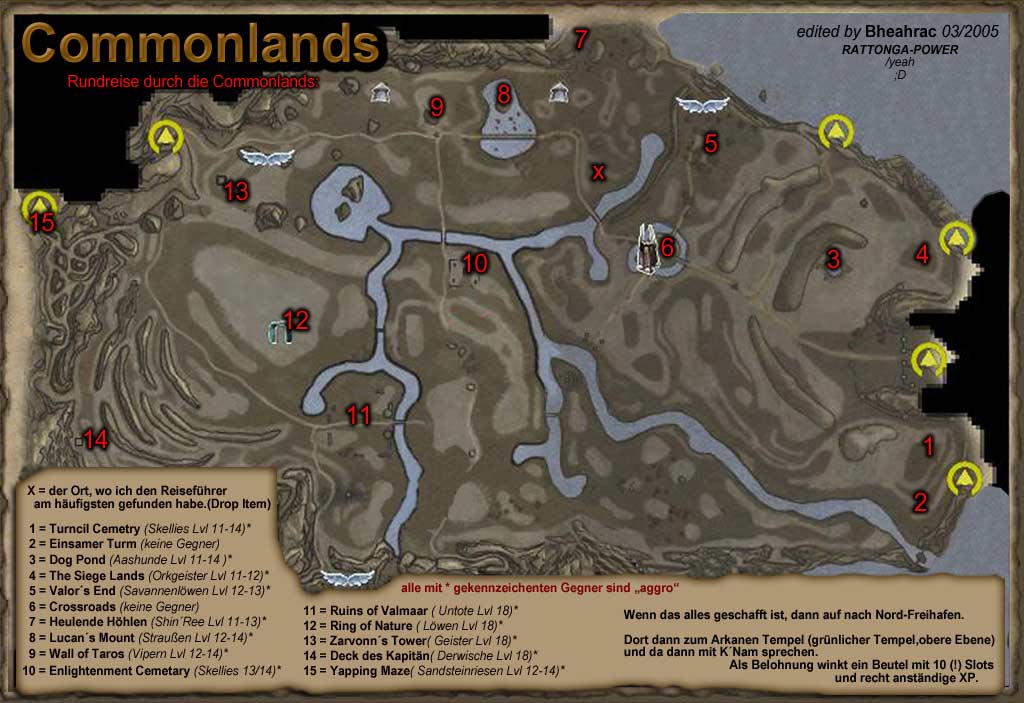 Commonlands
Rundreise durch die Commonlands:
edited by Bheahrac 03/2005
RATTONGA-POWER
/yeah
;D
7
9
8
5
x
13
15
6
4
3
10
12
11
14
1
2
X = der Ort, wo ich den Reiseführer
am häufigsten gefunden habe.(Drop Item)
1 = Turncil Cemetry (Skellies Lvl 11-14)*
2 = Einsamer Turm (keine Gegner)
3 = Dog Pond (Aashunde Lvl 11-14 )*
4 = The Siege Lands (Orkgeister Lvl 11-12)*
5 = Valor´s End (Savannenlöwen Lvl 12-13)*
6 = Crossroads (keine Gegner)
7 = Heulende Höhlen (Shin´Ree Lvl 11-13)*
8 = Lucan´s Mount (Straußen Lvl 12-14)*
9 = Wall of Taros (Vipern Lvl 12-14)*
10 = Enlightenment Cemetary (Skellies 13/14)*
alle mit * gekennzeichenten Gegner sind „aggro“
11 = Ruins of Valmaar ( Untote Lvl 18)*
12 = Ring of Nature ( Löwen Lvl 18)*
13 = Zarvonn´s Tower( Geister Lvl 18)*
14 = Deck des Kapitän( Derwische Lvl 18)*
15 = Yapping Maze( Sandsteinriesen Lvl 12-14)*
Wenn das alles geschafft ist, dann auf nach Nord-Freihafen.
Dort dann zum Arkanen Tempel (grünlicher Tempel,obere Ebene)
und da dann mit K´Nam sprechen.
Als Belohnung winkt ein Beutel mit 10 (!) Slots
und recht anständige XP.